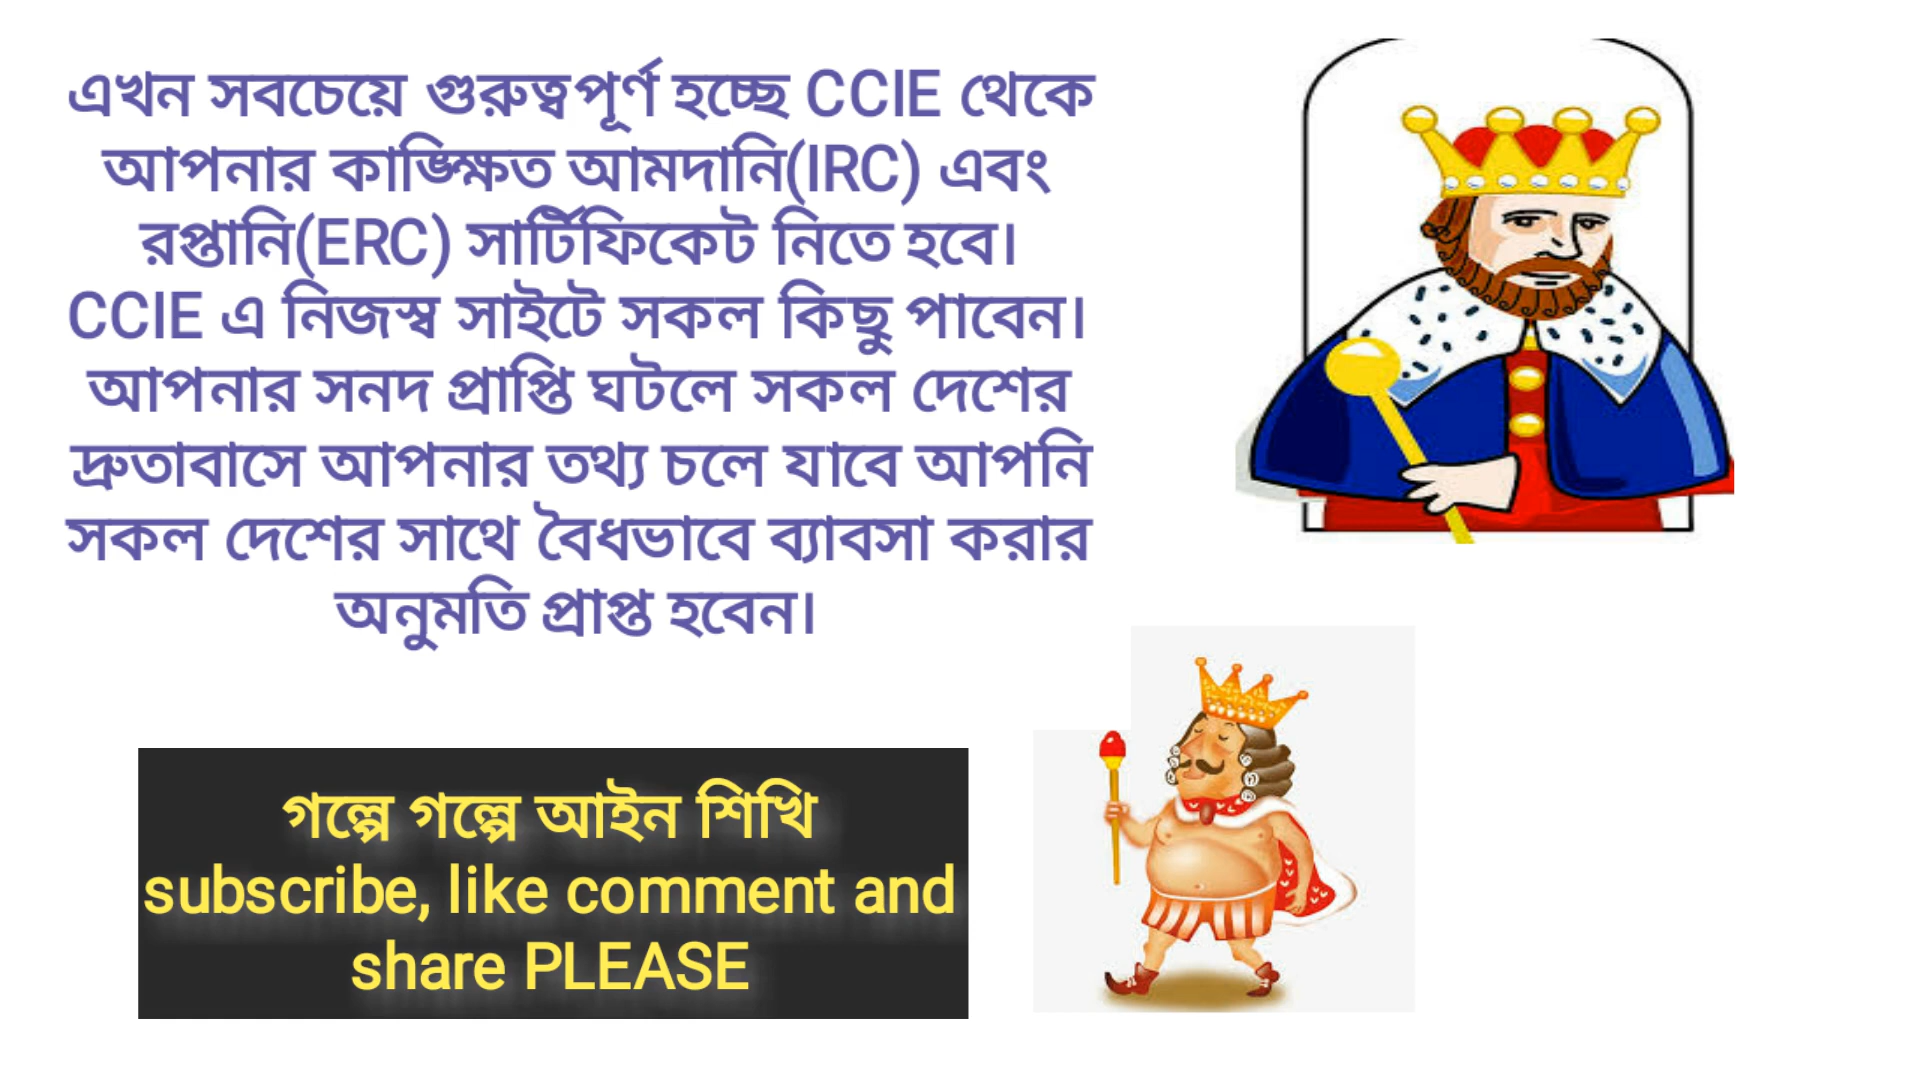 এখন সবচেয়ে গুরুত্বপূর্ণ হচ্ছে CCIE থেকে
আপনার কাঙ্ক্ষিত আমদানি(IRC) এবং
রপ্তানি(ERC) সার্টিফিকেট নিতে হবে।
CCIE এ নিজস্ব সাইটে সকল কিছু পাবেন।
আপনার সনদ প্রাপ্তি ঘটলে সকল দেশের
দ্রুতাবাসে আপনার তথ্য চলে যাবে আপনি
সকল দেশের সাথে বৈধভাবে ব্যাবসা করার
অনুমতি প্রাপ্ত হবেন।
গল্পে গল্পে আইন শিখি
subscribe, like comment and
share PLEASE